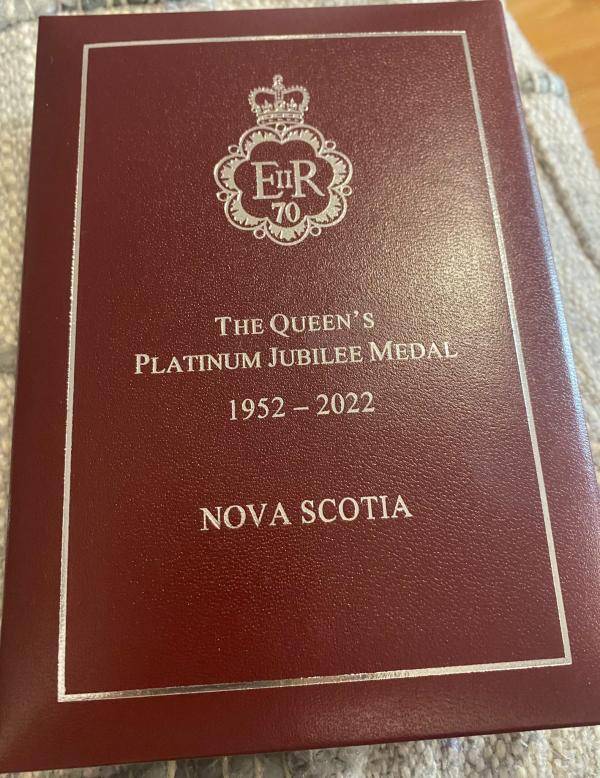 EIIR
70
THE QUEEN'S
PLATINUM JUBILEE MEDAL
1952 – 2022
NOVA SCOTIA